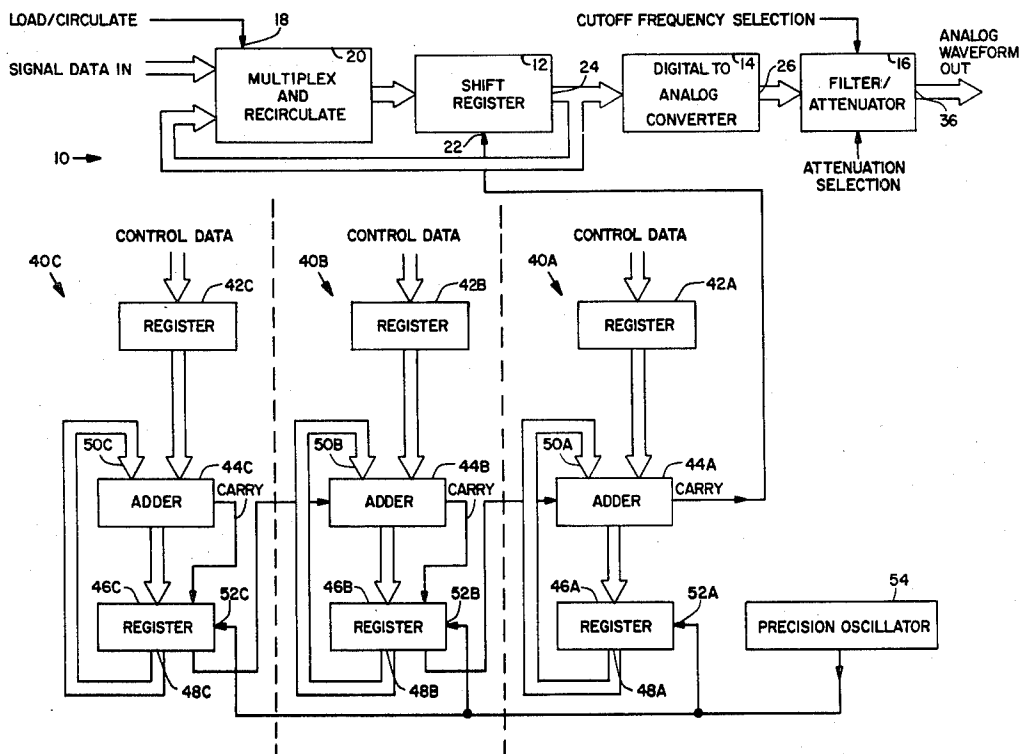 LOAD/CIRCULATE
18
CUTOFF FREQUENCY SELECTION
ANALOG
WAVEFORM
OUT
SIGNAL DATA IN
20
MULTIPLEX
AND
RECIRCULATE
12
SHIFT
REGISTER
24
22
DIGITAL TO
ANALOG
CONVERTER
14
26
16
FILTER/
ATTENUATOR
36
10
ATTENUATION
SELECTION
CONTROL DATA
CONTROL DATA
CONTROL DATA
40C
40B
40A
42C
42B
42A
REGISTER
REGISTER
REGISTER
50C
44C
50B
44B
50A
44A
ADDER
CARRY
ADDER
CARRY
ADDER
CARRY
46C
52C
46B
52B
46A
52A
54
REGISTER
REGISTER
REGISTER
PRECISION OSCILLATOR
48C
48B
48A